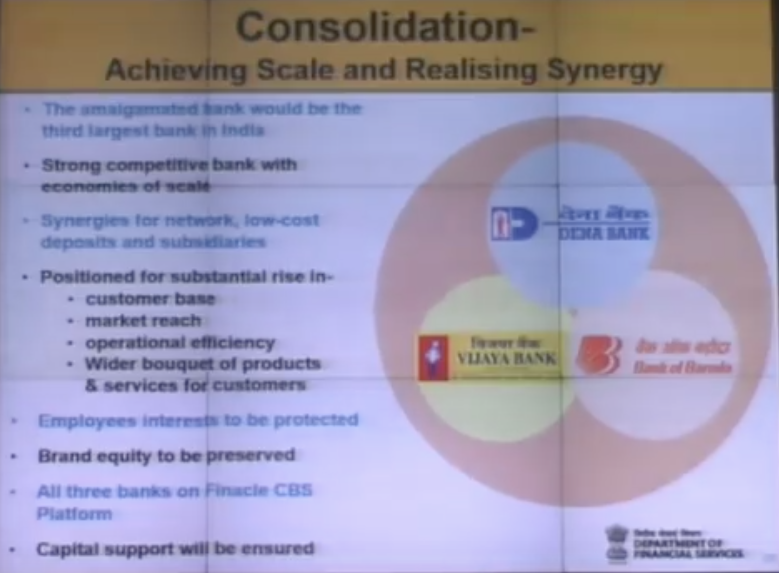 Consolidation-
Achieving Scale and Realising Synergy
• The amalgamated bank would be the
third largest bank in India
• Strong competitive bank with
economies of scale
• Synergies for network, low-cost
deposits and subsidiaries
• Positioned for substantial rise in-
• customer base
• market reach
• operational efficiency
• Wider bouquet of products
& services for customers
• Employees interests to be protected
• Brand equity to be preserved
• All three banks on Finacle CBS
Platform
• Capital support will be ensured
देना बैंक
DENA BANK
विजया बैंक
VIJAYA BANK
बैंक ऑफ़ बड़ौदा
Bank of Baroda
DEPARTMENT OF
FINANCIAL SERVICES